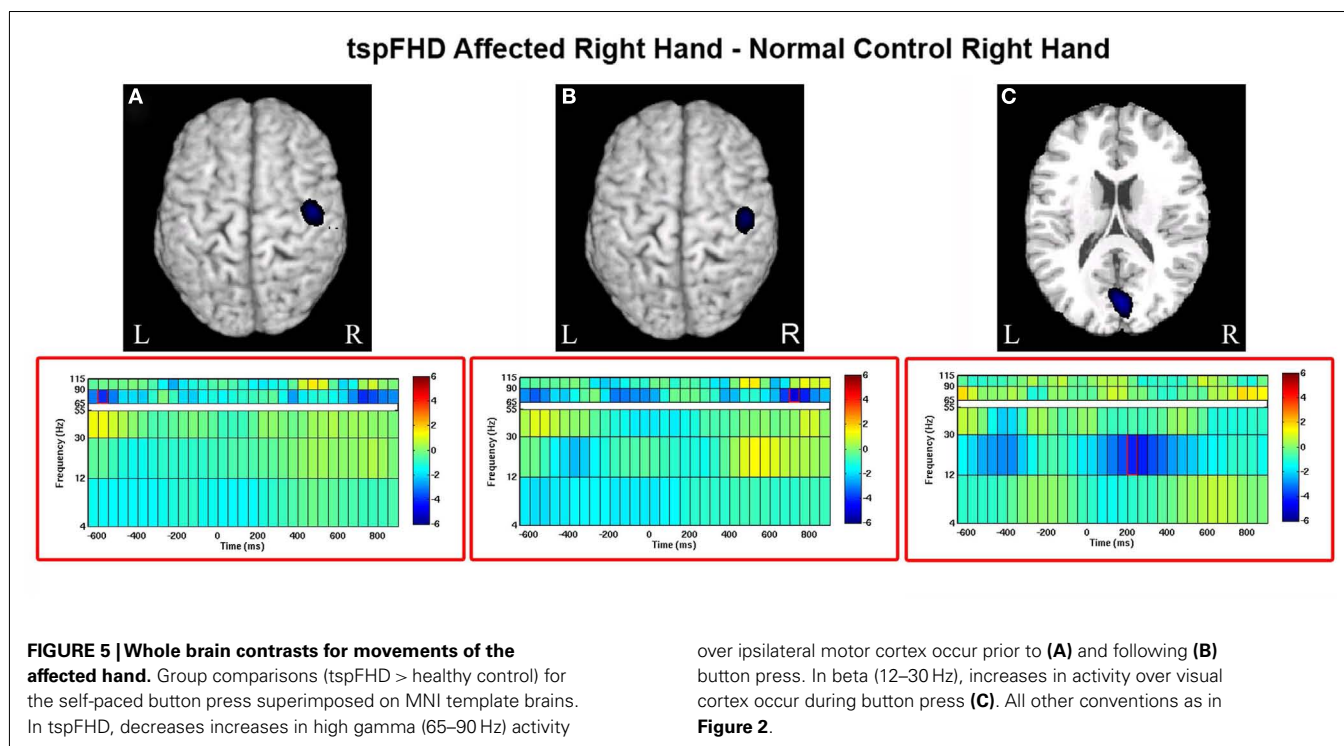 tspFHD Affected Right Hand - Normal Control Right Hand
A
L
R
B
L
R
C
L
R
115
90
65
55
30
12
4
Frequency (Hz)
-600
-400
-200
0
200
400
600
800
Time (ms)
6
4
2
0
-2
-4
-6
115
90
65
55
30
12
4
Frequency (Hz)
-600
-400
-200
0
200
400
600
800
Time (ms)
6
4
2
0
-2
-4
-6
115
90
65
55
30
12
4
Frequency (Hz)
-600
-400
-200
0
200
400
600
800
Time (ms)
6
4
2
0
-2
-4
-6
FIGURE 5 | Whole brain contrasts for movements of the
affected hand. Group comparisons (tspFHD > healthy control) for
the self-paced button press superimposed on MNI template brains.
In tspFHD, decreases increases in high gamma (65–90 Hz) activity
over ipsilateral motor cortex occur prior to (A) and following (B)
button press. In beta (12–30 Hz), increases in activity over visual
cortex occur during button press (C). All other conventions as in
Figure 2.